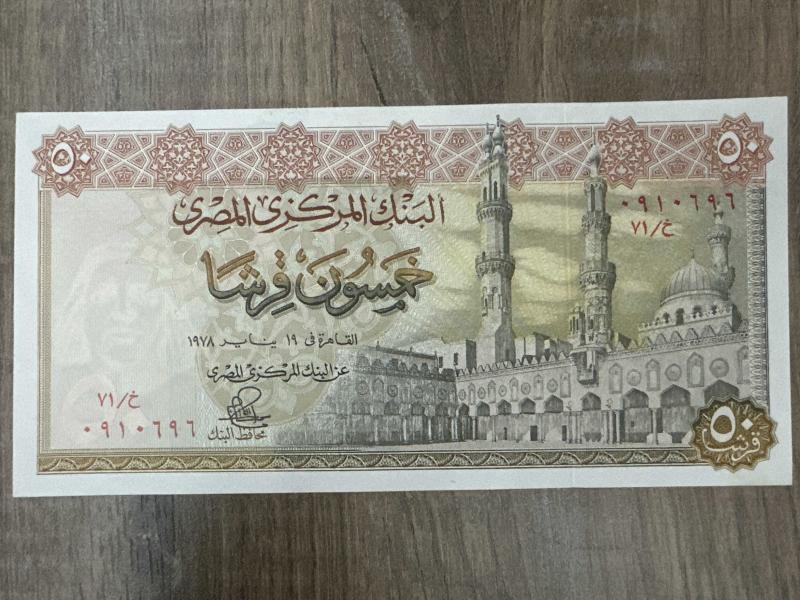 ٥٠
٥٠
البنك المركزى المصرى
٠٩١٠٦٩٦
خ/٧١
خمسون قرشا
القاهرة فى ١٩ يناير ١٩٧٨
عن البنك المركزى المصرى
خ/٧١
٠٩١٠٦٩٦
محافظ البنك
٥٠
قرشا